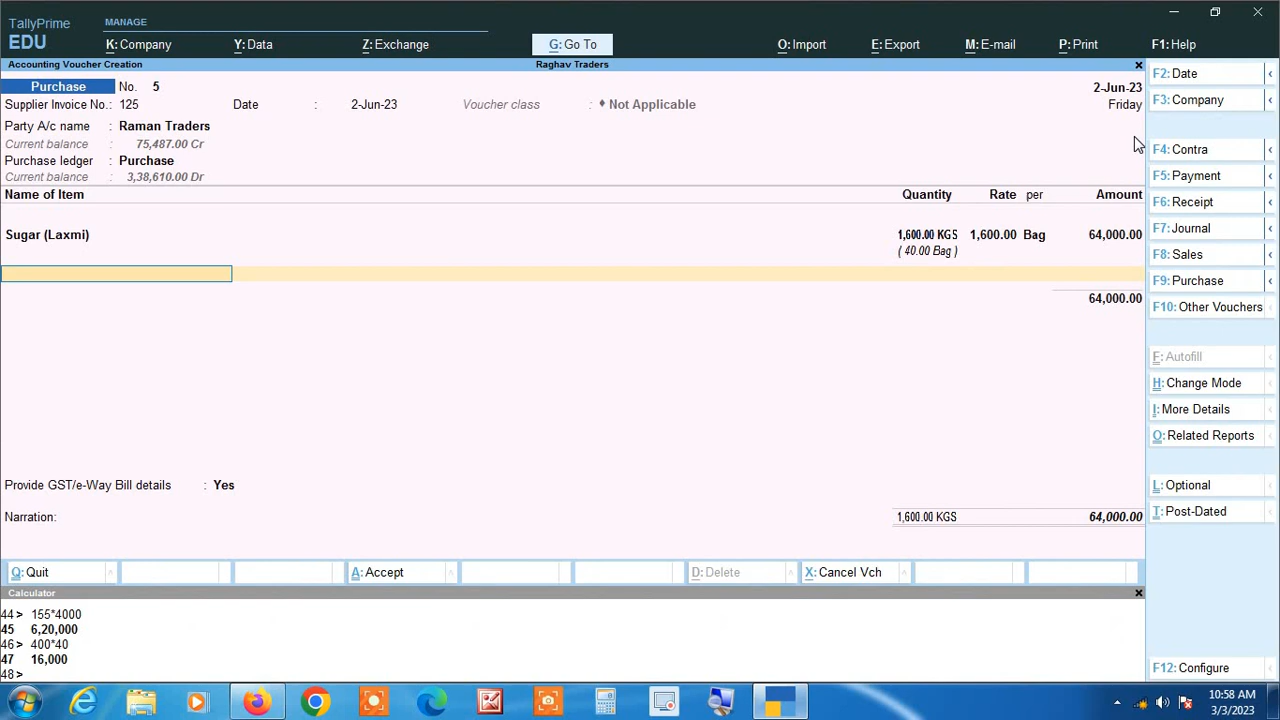 TallyPrime
EDU
MANAGE
K: Company
Y: Data
Z: Exchange
G: Go To
O: Import
E: Export
M: E-mail
P: Print
F1: Help
Accounting Voucher Creation
Raghav Traders
Purchase No. 5
2-Jun-23
Supplier Invoice No.: 125 Date : 2-Jun-23 Voucher class : ♦ Not Applicable
Friday
Party A/c name : Raman Traders
Current balance : 75,487.00 Cr
Purchase ledger : Purchase
Current balance : 3,38,610.00 Dr
Name of Item Quantity Rate per Amount
Sugar (Laxmi) 1,600.00 KGS 1,600.00 Bag 64,000.00
( 40.00 Bag )
64,000.00
Provide GST/e-Way Bill details : Yes
Narration: 1,600.00 KGS 64,000.00
Q: Quit
A: Accept
D: Delete
X: Cancel Vch
F2: Date
F3: Company
F4: Contra
F5: Payment
F6: Receipt
F7: Journal
F8: Sales
F9: Purchase
F10: Other Vouchers
F: Autofill
H: Change Mode
I: More Details
O: Related Reports
L: Optional
T: Post-Dated
F12: Configure
Calculator
44> 155*4000
45 6,20,000
46> 400*40
47 16,000
48>
10:58 AM
3/3/2023